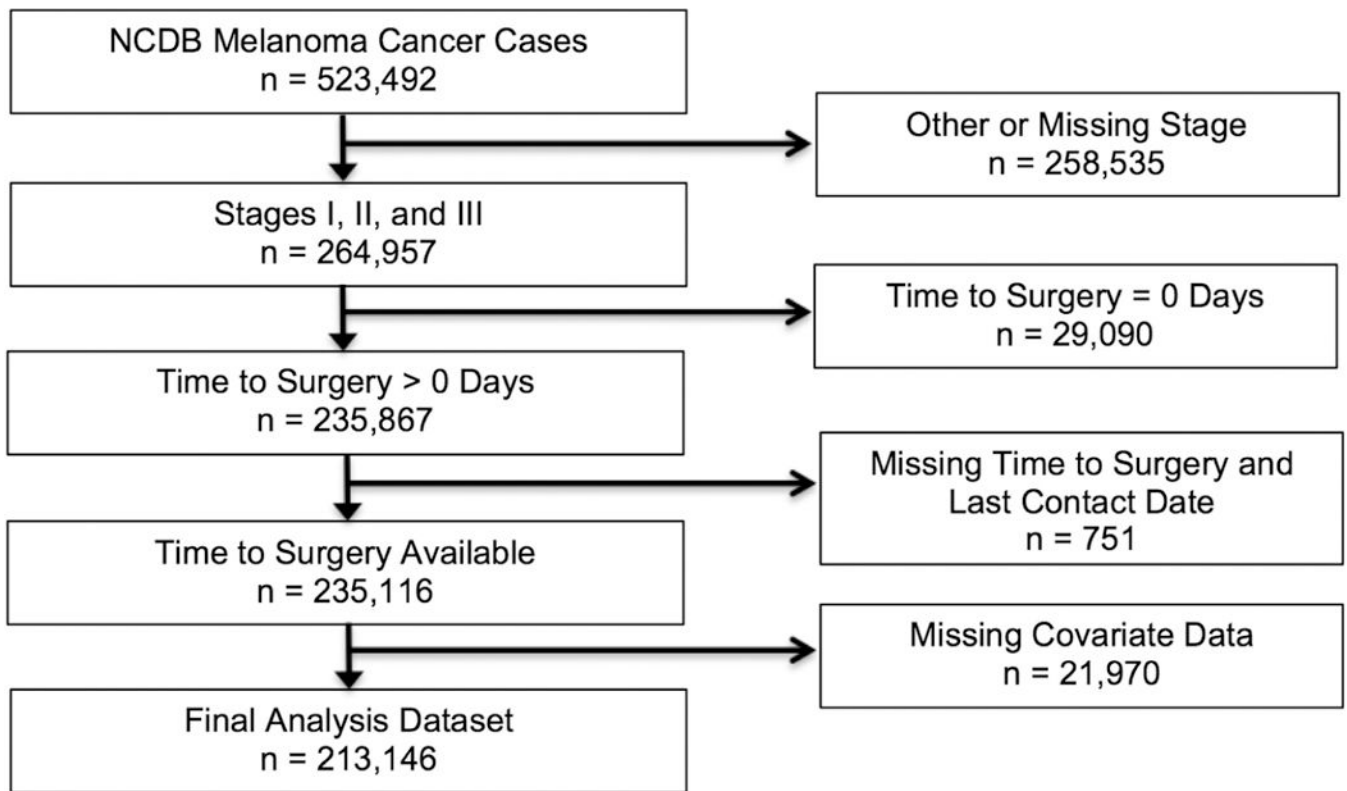 NCDB Melanoma Cancer Cases
n = 523,492
Other or Missing Stage
n = 258,535
Stages I, II, and III
n = 264,957
Time to Surgery = 0 Days
n = 29,090
Time to Surgery > 0 Days
n = 235,867
Missing Time to Surgery and
Last Contact Date
n = 751
Time to Surgery Available
n = 235,116
Missing Covariate Data
n = 21,970
Final Analysis Dataset
n = 213,146